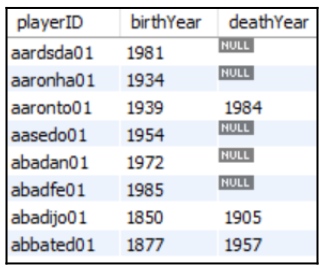 playerID birthYear deathYear
aardsda01 1981 NULL
aaronha01 1934 NULL
aaronto01 1939 1984
aasedo01 1954 NULL
abadan01 1972 NULL
abadfe01 1985 NULL
abadijo01 1850 1905
abbated01 1877 1957